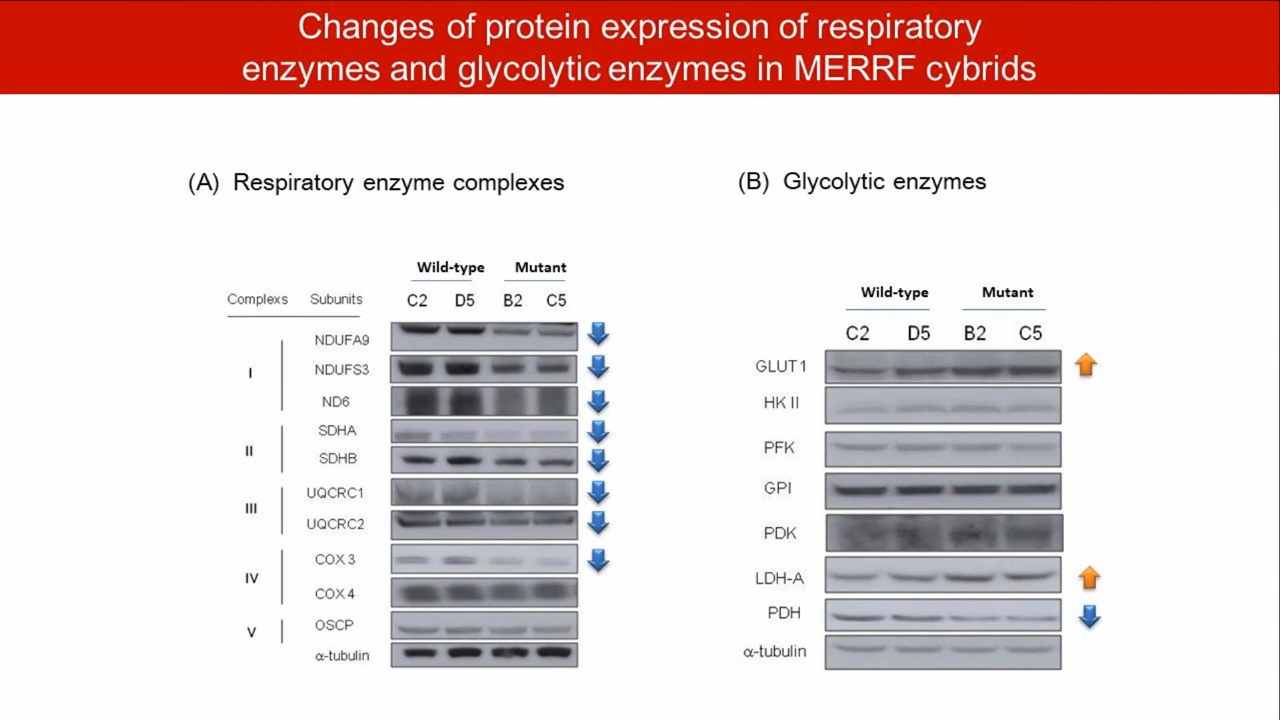 Changes of protein expression of respiratory
enzymes and glycolytic enzymes in MERRF cybrids
(A) Respiratory enzyme complexes
Wild-type Mutant
Complexs Subunits C2 D5 B2 C5
NDUFA9
I NDUFS3
ND6
SDHA
II
SDHB
UQCRC1
III
UQCRC2
COX 3
IV
COX 4
V OSCP
α-tubulin
(B) Glycolytic enzymes
Wild-type Mutant
C2 D5 B2 C5
GLUT1
HK II
PFK
GPI
PDK
LDH-A
PDH
α-tubulin